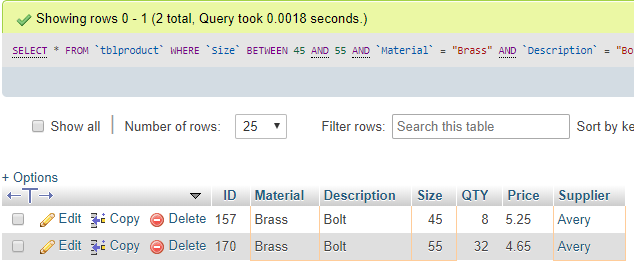 Showing rows 0 - 1 (2 total, Query took 0.0018 seconds.)
SELECT * FROM `tblproduct` WHERE `Size` BETWEEN 45 AND 55 AND `Material` = "Brass" AND `Description` = "Bo
Show all Number of rows: 25 Filter rows: Search this table Sort by ke
+ Options
ID Material Description Size QTY Price Supplier
Edit Copy Delete 157 Brass Bolt 45 8 5.25 Avery
Edit Copy Delete 170 Brass Bolt 55 32 4.65 Avery